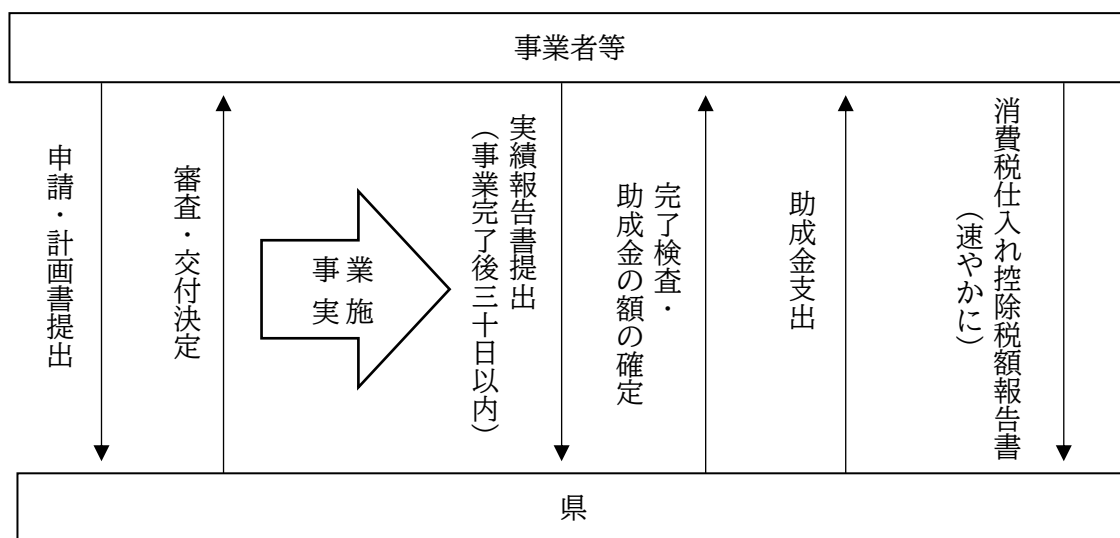 事業者等
申請・計画書提出
審査・交付決定
事業
実施
実績報告書提出
(事業完了後三十日以内)
完了検査・
助成金の額の確定
助成金支出
消費税仕入れ控除税額報告書
(速やかに)
県